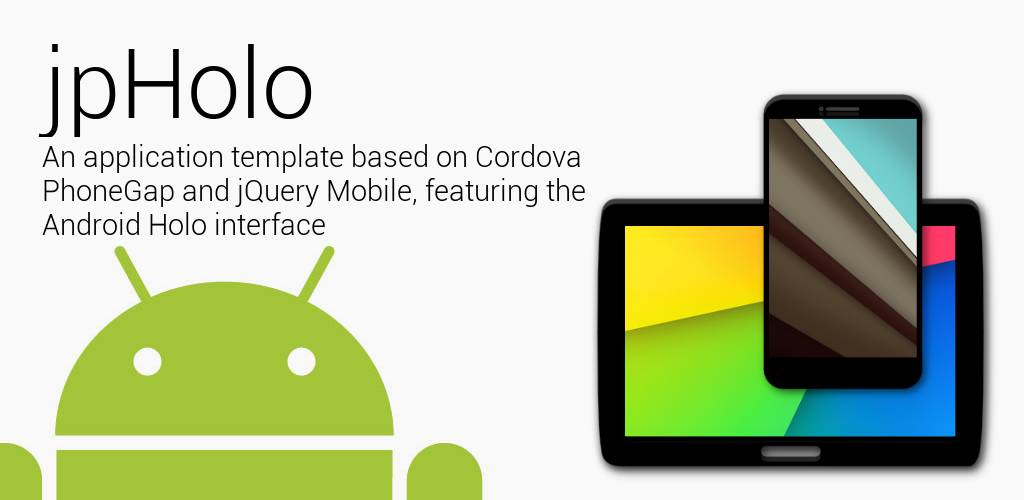 jpHolo
An application template based on Cordova
PhoneGap and jQuery Mobile, featuring the
Android Holo interface